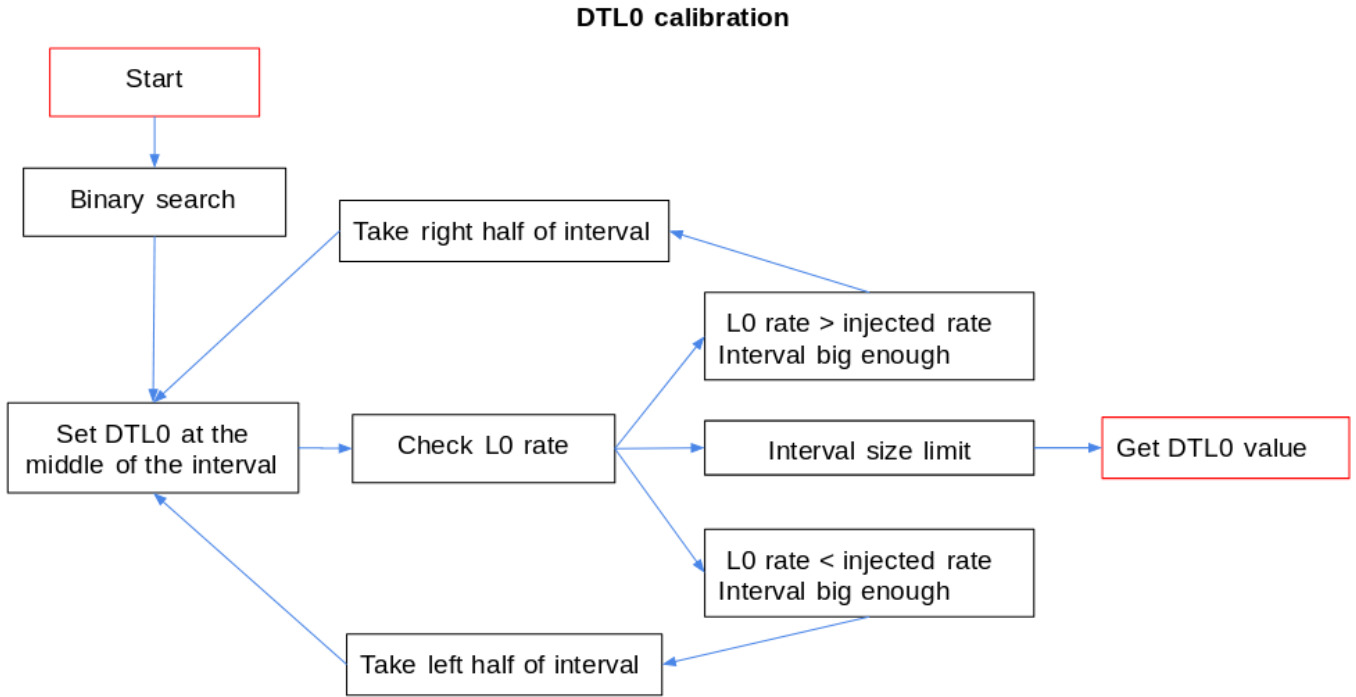 DTL0 calibration
Start
Binary search
Take right half of interval
L0 rate > injected rate
Interval big enough
Set DTL0 at the
middle of the interval
Check L0 rate
Interval size limit
Get DTL0 value
L0 rate < injected rate
Interval big enough
Take left half of interval